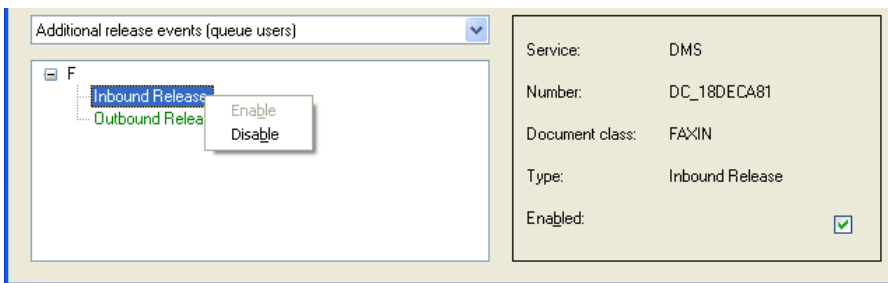 Additional release events (queue users)
F
Inbound Release
Outbound Relea
Enable
Disable
Service: DMS
Number: DC_18DECA81
Document class: FAXIN
Type: Inbound Release
Enabled: